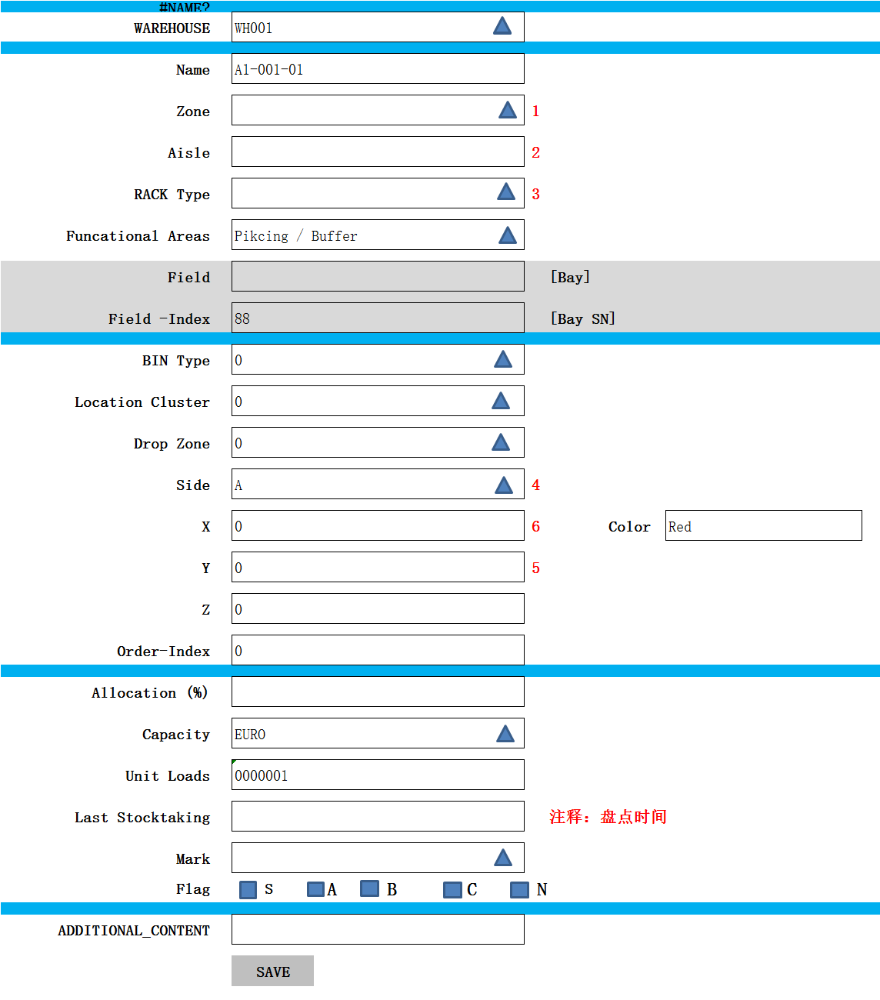 #NAME?
WAREHOUSE WH001
Name A1-001-01
Zone 1
Aisle 2
RACK Type 3
Funcational Areas Pikcing / Buffer
Field [Bay]
Field -Index 88 [Bay SN]
BIN Type 0
Location Cluster 0
Drop Zone 0
Side A 4
X 0 6 Color Red
Y 0 5
Z 0
Order-Index 0
Allocation (%)
Capacity EURO
Unit Loads 0000001
Last Stocktaking 注释：盘点时间
Mark
Flag S A B C N
ADDITIONAL_CONTENT
SAVE